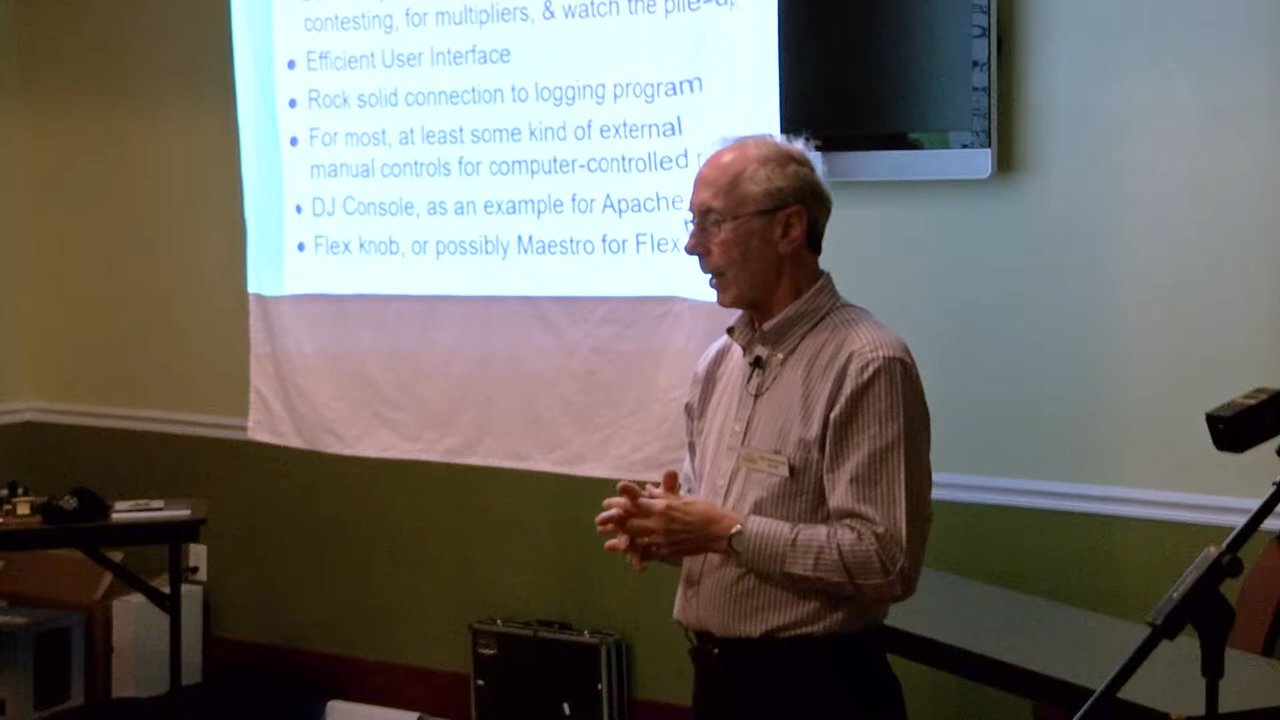 contesting, for multipliers, & watch the pile-up
• Efficient User Interface
• Rock solid connection to logging program
• For most, at least some kind of external
manual controls for computer-controlled
• DJ Console, as an example for Apache
• Flex knob, or possibly Maestro for Flex